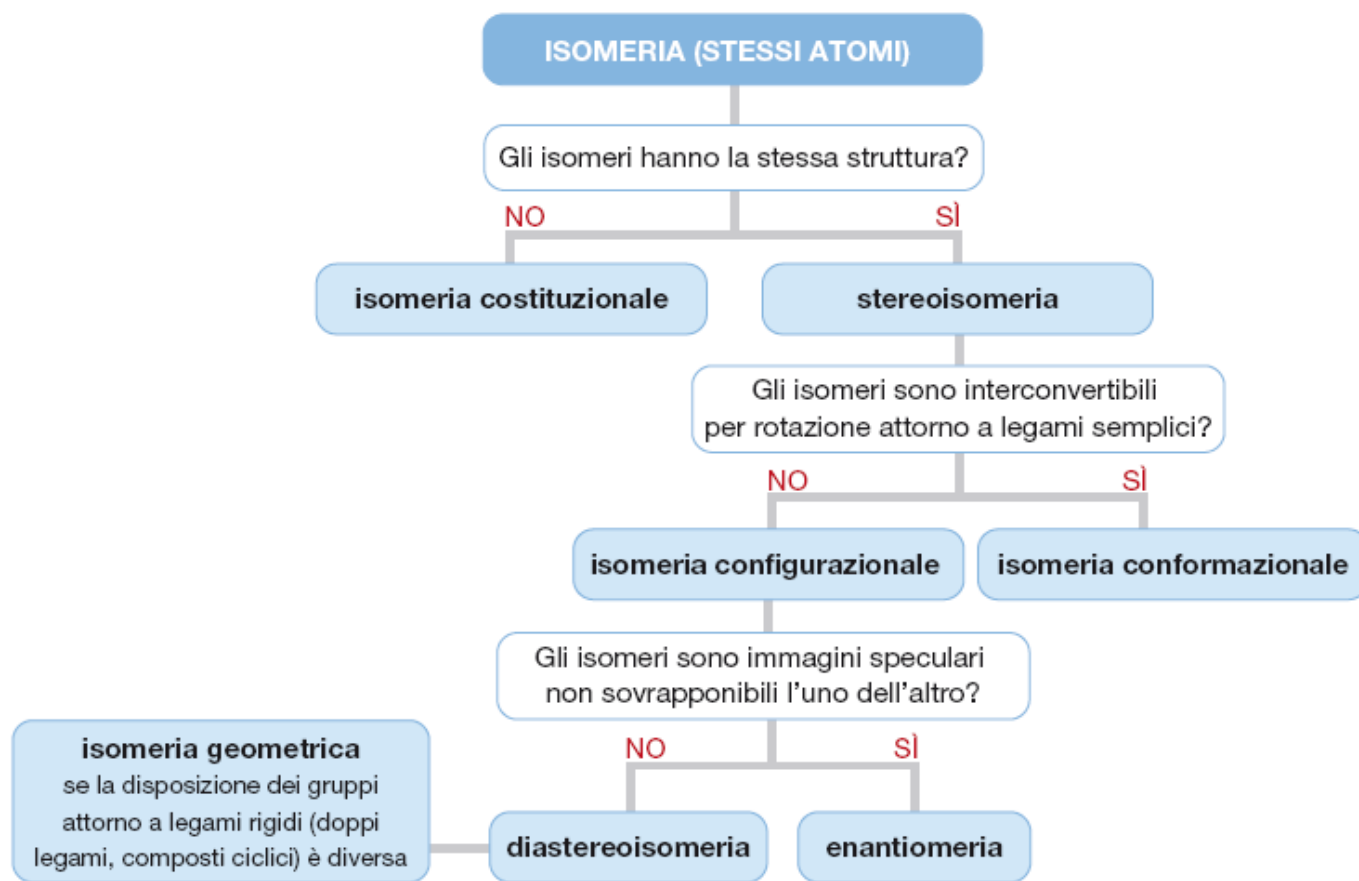 ISOMERIA (STESSI ATOMI)
Gli isomeri hanno la stessa struttura?
NO
SÌ
isomeria costituzionale
stereoisomeria
Gli isomeri sono interconvertibili
per rotazione attorno a legami semplici?
NO
SÌ
isomeria configurazionale
isomeria conformazionale
Gli isomeri sono immagini speculari
non sovrapponibili l’uno dell’altro?
NO
SÌ
isomeria geometrica
se la disposizione dei gruppi
attorno a legami rigidi (doppi
legami, composti ciclici) è diversa
diastereoisomeria
enantiomeria